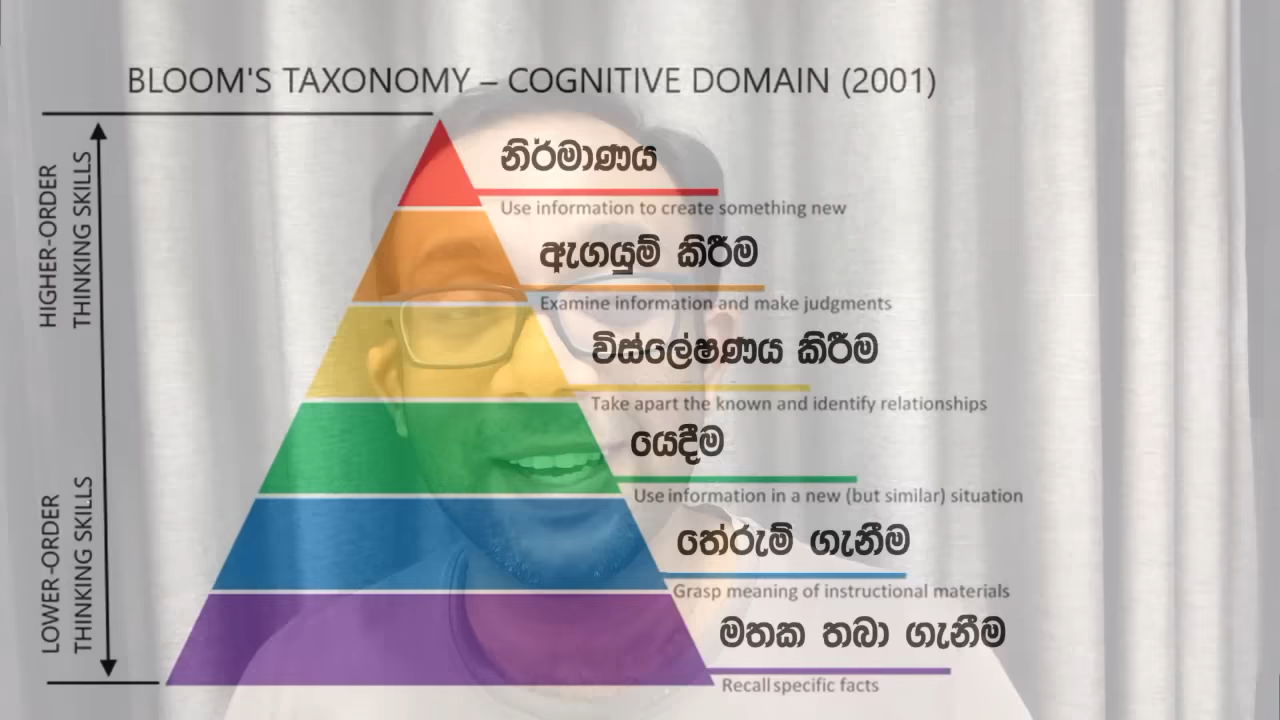 BLOOM'S TAXONOMY – COGNITIVE DOMAIN (2001)
HIGHER-ORDER
THINKING SKILLS
නිර්මාණය
Use information to create something new
ඇගයුම් කිරීම
Examine information and make judgments
විස්ලේෂණය කිරීම
Take apart the known and identify relationships
යෙදීම
Use information in a new (but similar) situation
LOWER-ORDER
THINKING SKILLS
තේරුම් ගැනීම
Grasp meaning of instructional materials
මතක තබා ගැනීම
Recall specific facts